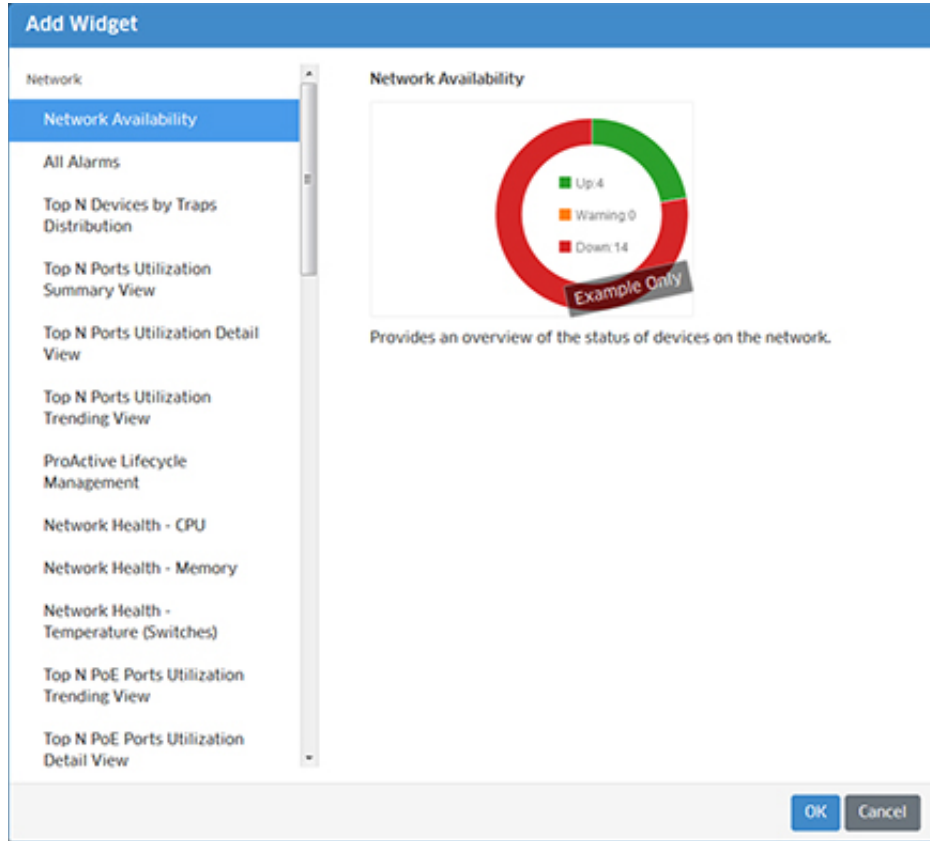 Add Widget
Network
Network Availability
All Alarms
Top N Devices by Traps
Distribution
Top N Ports Utilization
Summary View
Top N Ports Utilization Detail
View
Top N Ports Utilization
Trending View
ProActive Lifecycle
Management
Network Health - CPU
Network Health - Memory
Network Health -
Temperature (Switches)
Top N PoE Ports Utilization
Trending View
Top N PoE Ports Utilization
Detail View
Network Availability
Up:4
Warning:0
Down:14
Example Only
Provides an overview of the status of devices on the network.
OK
Cancel